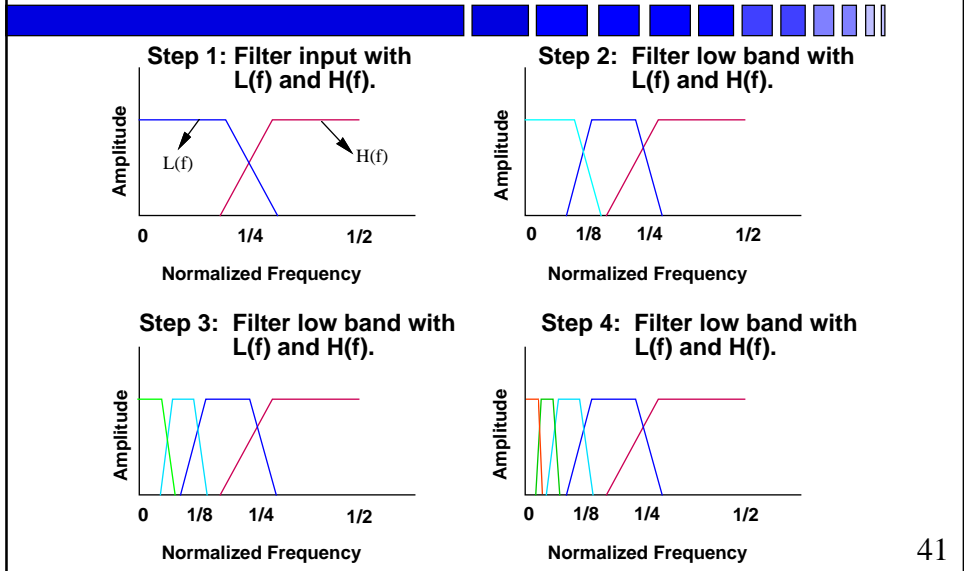 Step 1: Filter input with
L(f) and H(f).
Amplitude
L(f)
H(f)
0 1/4 1/2
Normalized Frequency
Step 2: Filter low band with
L(f) and H(f).
Amplitude
0 1/8 1/4 1/2
Normalized Frequency
Step 3: Filter low band with
L(f) and H(f).
Amplitude
0 1/8 1/4 1/2
Normalized Frequency
Step 4: Filter low band with
L(f) and H(f).
Amplitude
0 1/8 1/4 1/2
Normalized Frequency
41